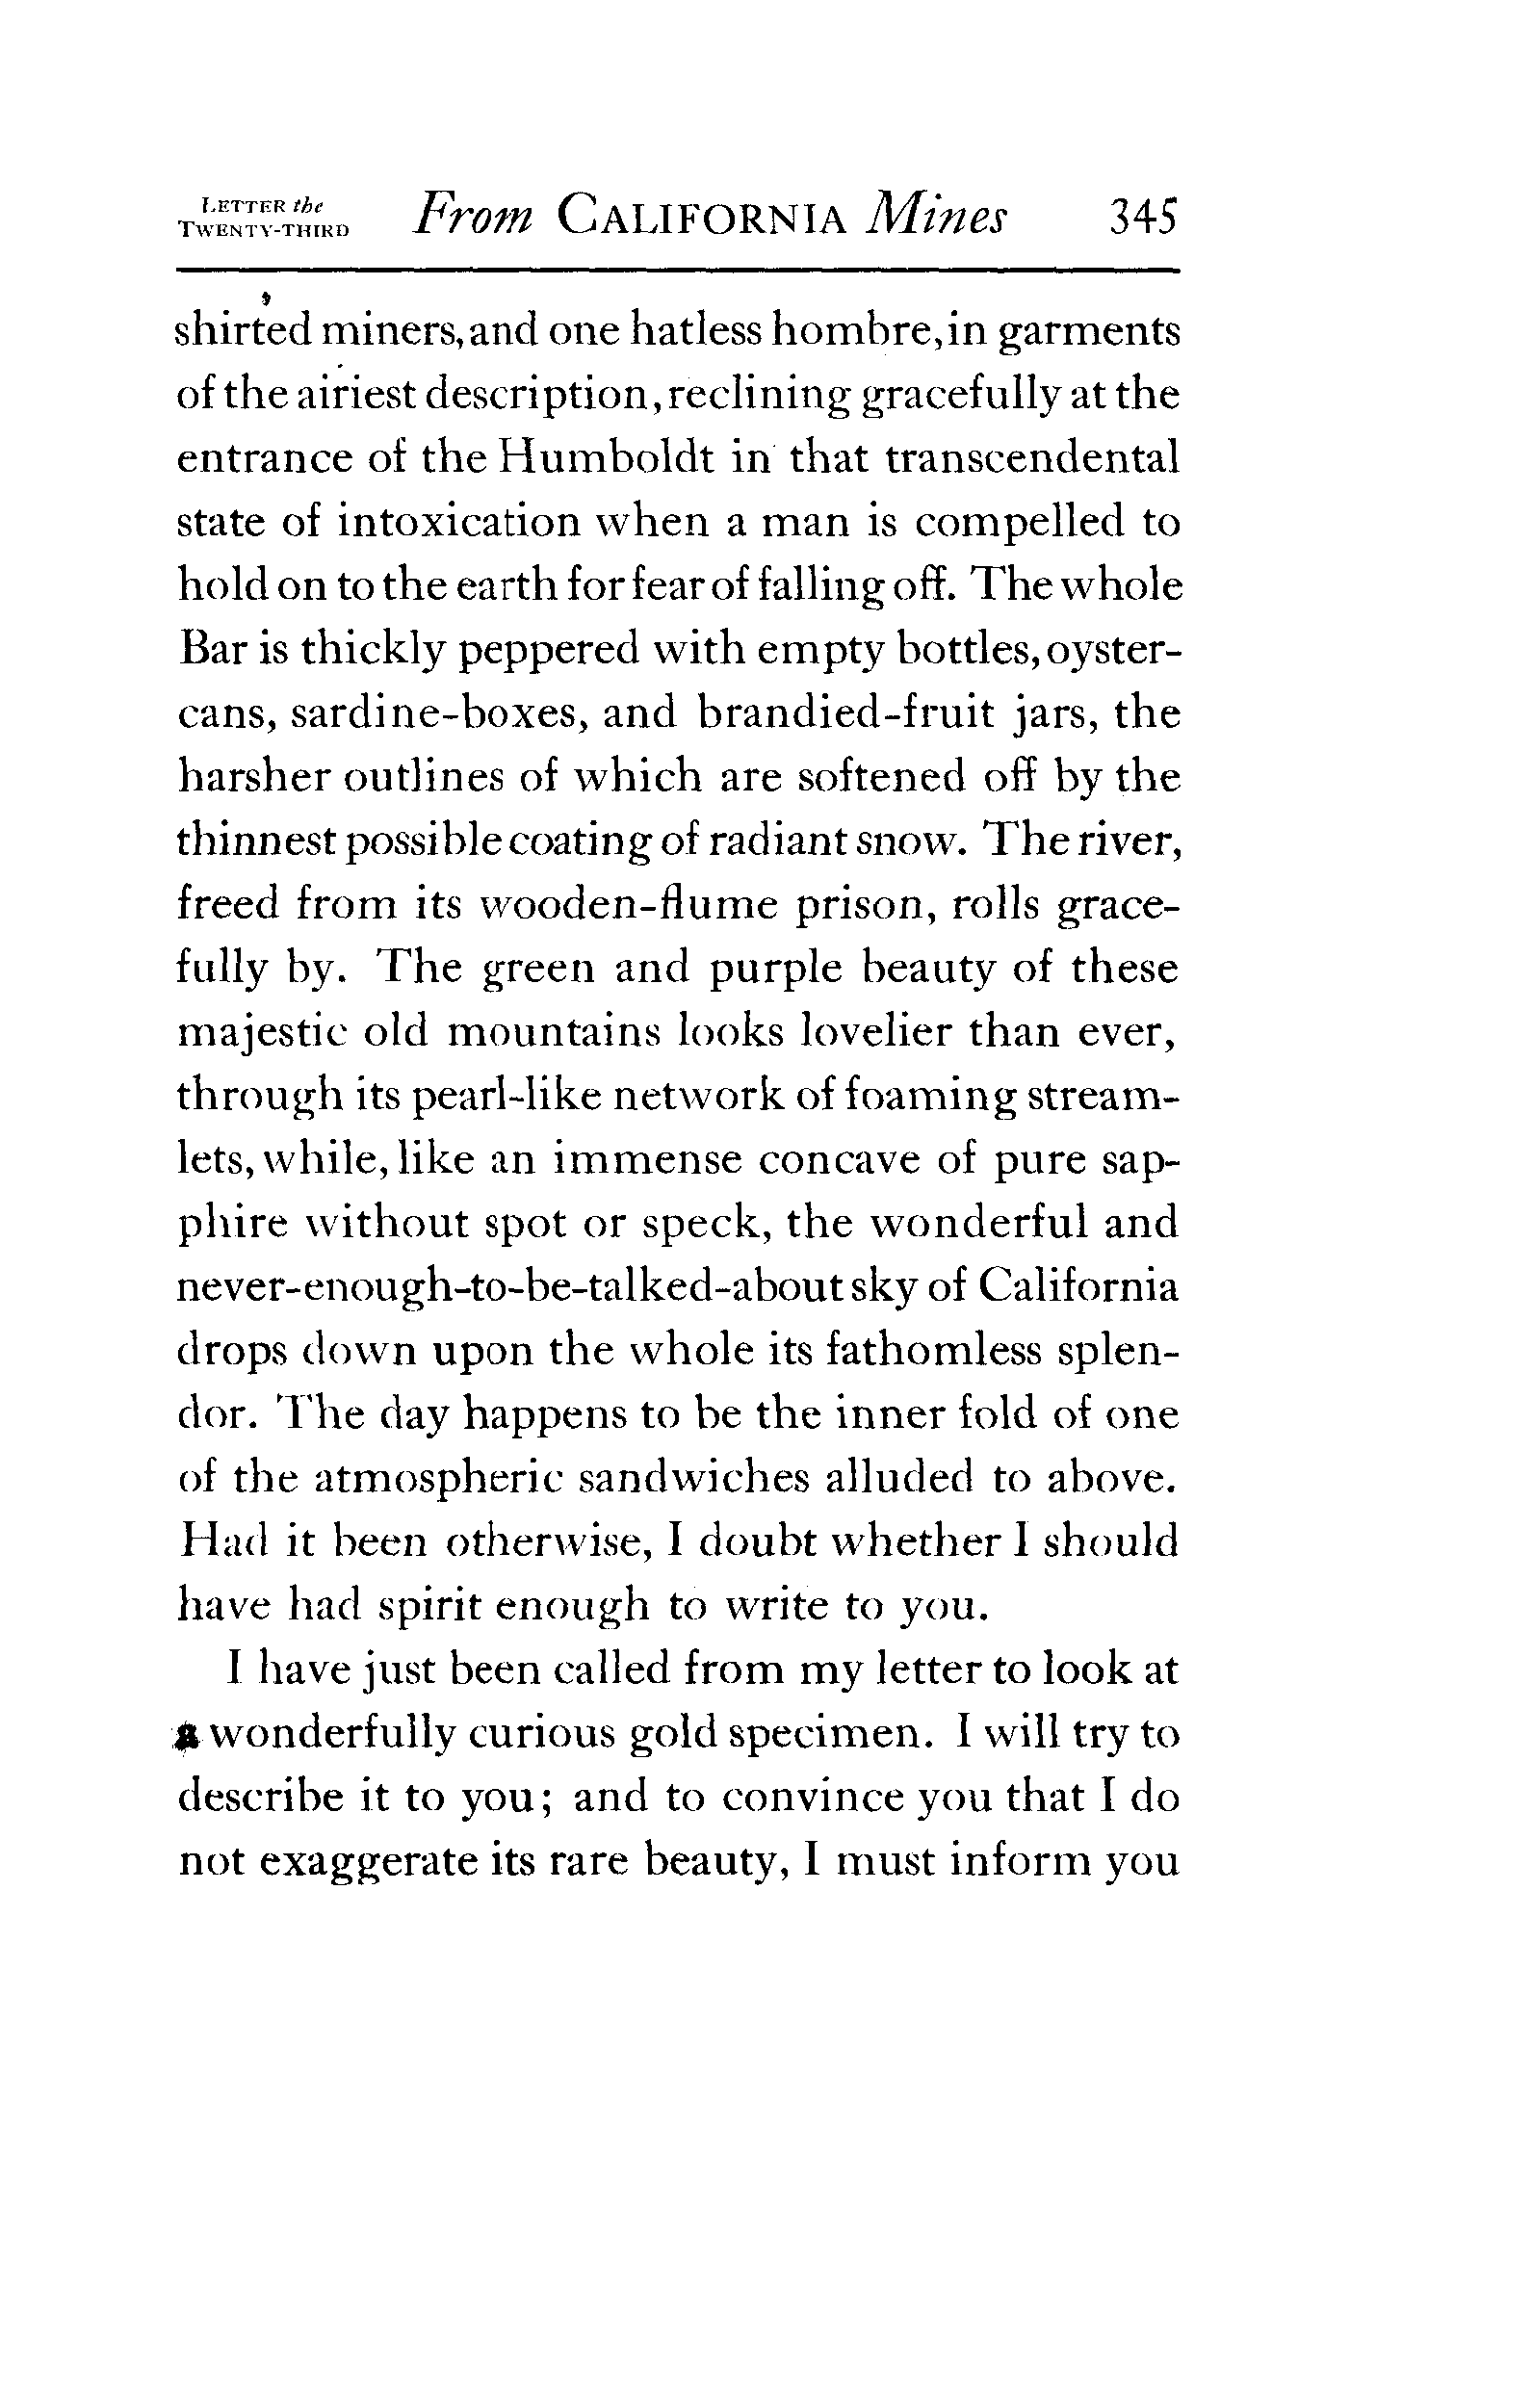 LETTER the
TWENTY-THIRD From CALIFORNIA Mines 345
shirted miners, and one hatless hombre, in garments
of the airiest description, reclining gracefully at the
entrance of the Humboldt in that transcendental
state of intoxication when a man is compelled to
hold on to the earth for fear of falling off. The whole
Bar is thickly peppered with empty bottles, oyster-
cans, sardine-boxes, and brandied-fruit jars, the
harsher outlines of which are softened off by the
thinnest possible coating of radiant snow. The river,
freed from its wooden-flume prison, rolls grace-
fully by. The green and purple beauty of these
majestic old mountains looks lovelier than ever,
through its pearl-like network of foaming stream-
lets, while, like an immense concave of pure sap-
phire without spot or speck, the wonderful and
never-enough-to-be-talked-about sky of California
drops down upon the whole its fathomless splen-
dor. The day happens to be the inner fold of one
of the atmospheric sandwiches alluded to above.
Had it been otherwise, I doubt whether I should
have had spirit enough to write to you.
I have just been called from my letter to look at
a wonderfully curious gold specimen. I will try to
describe it to you; and to convince you that I do
not exaggerate its rare beauty, I must inform you